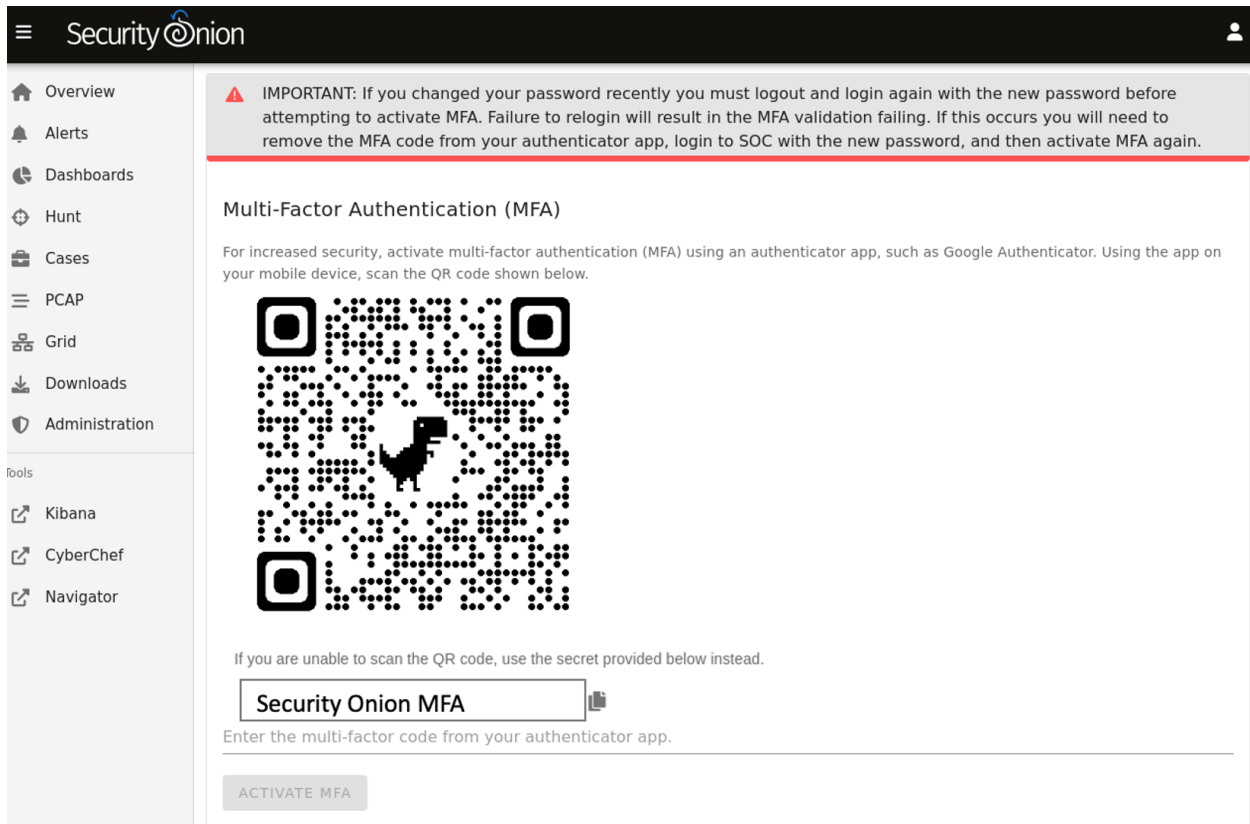 Security Onion
Overview
Alerts
Dashboards
Hunt
Cases
PCAP
Grid
Downloads
Administration
Tools
Kibana
CyberChef
Navigator
IMPORTANT: If you changed your password recently you must logout and login again with the new password before
attempting to activate MFA. Failure to relogin will result in the MFA validation failing. If this occurs you will need to
remove the MFA code from your authenticator app, login to SOC with the new password, and then activate MFA again.
Multi-Factor Authentication (MFA)
For increased security, activate multi-factor authentication (MFA) using an authenticator app, such as Google Authenticator. Using the app on
your mobile device, scan the QR code shown below.
If you are unable to scan the QR code, use the secret provided below instead.
Security Onion MFA
Enter the multi-factor code from your authenticator app.
ACTIVATE MFA